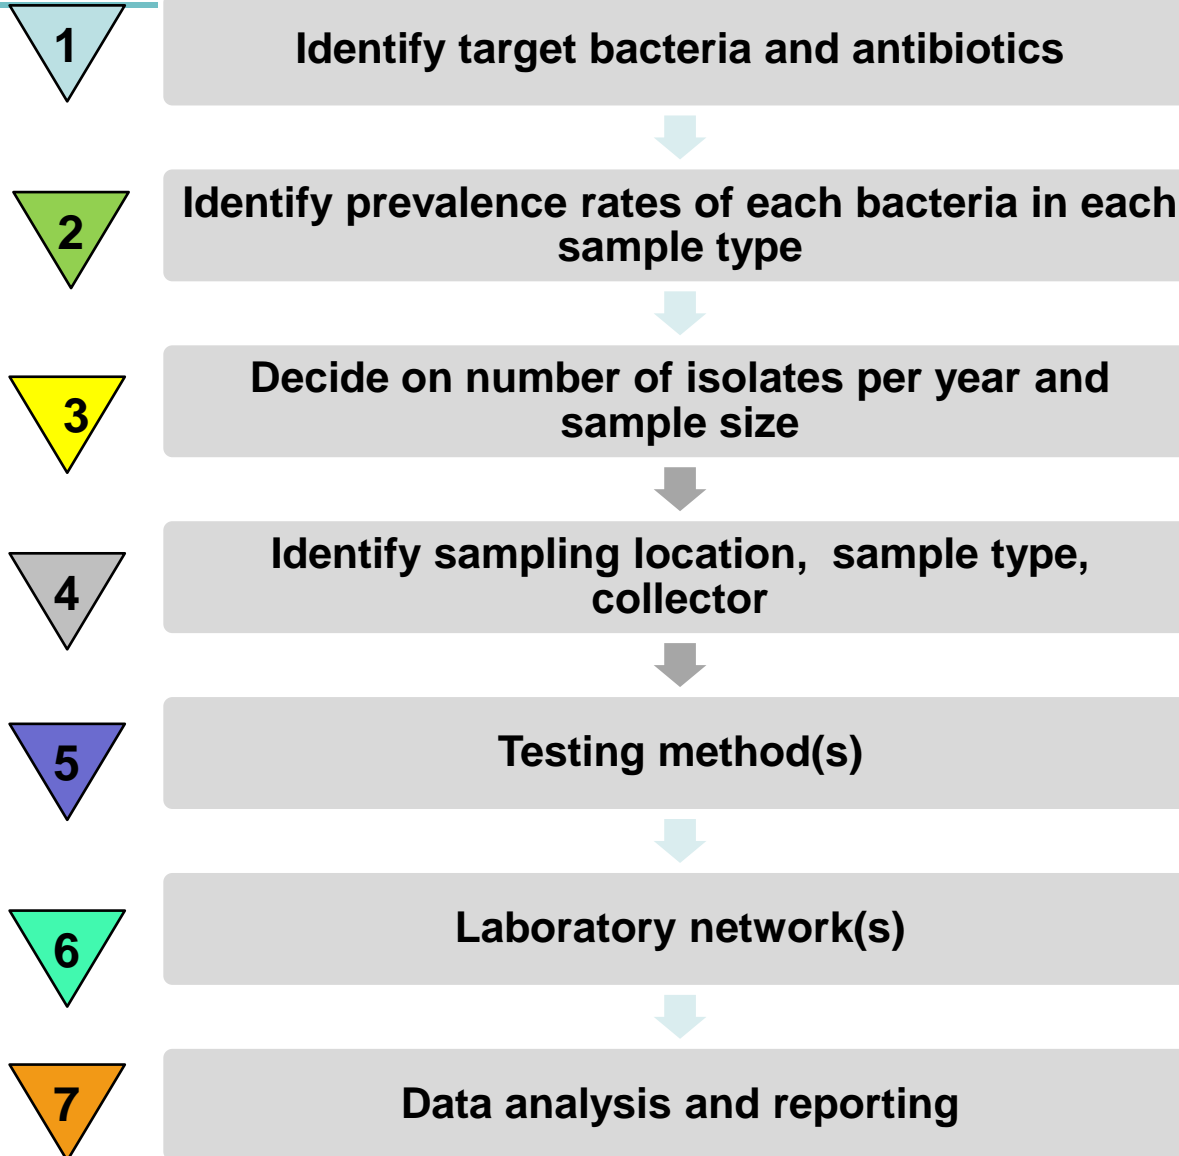 1
Identify target bacteria and antibiotics
2
Identify prevalence rates of each bacteria in each
sample type
3
Decide on number of isolates per year and
sample size
4
Identify sampling location,  sample type,
collector
5
Testing method(s)
6
Laboratory network(s)
7
Data analysis and reporting